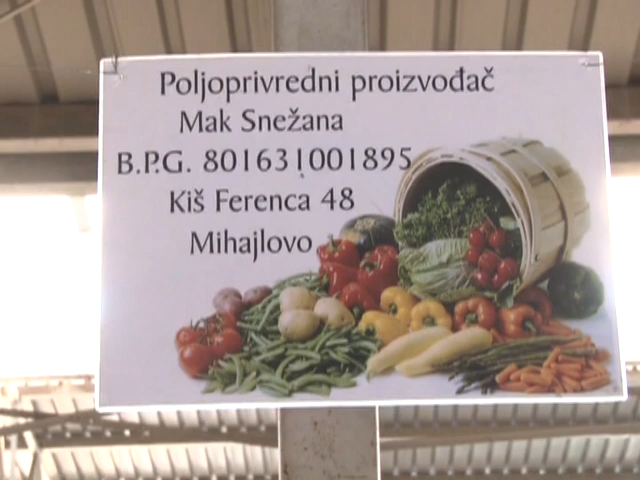 Poljoprivredni proizvođač
Mak Snežana
B.P.G. 801631001895
Kiš Ferenca 48
Mihajlovo